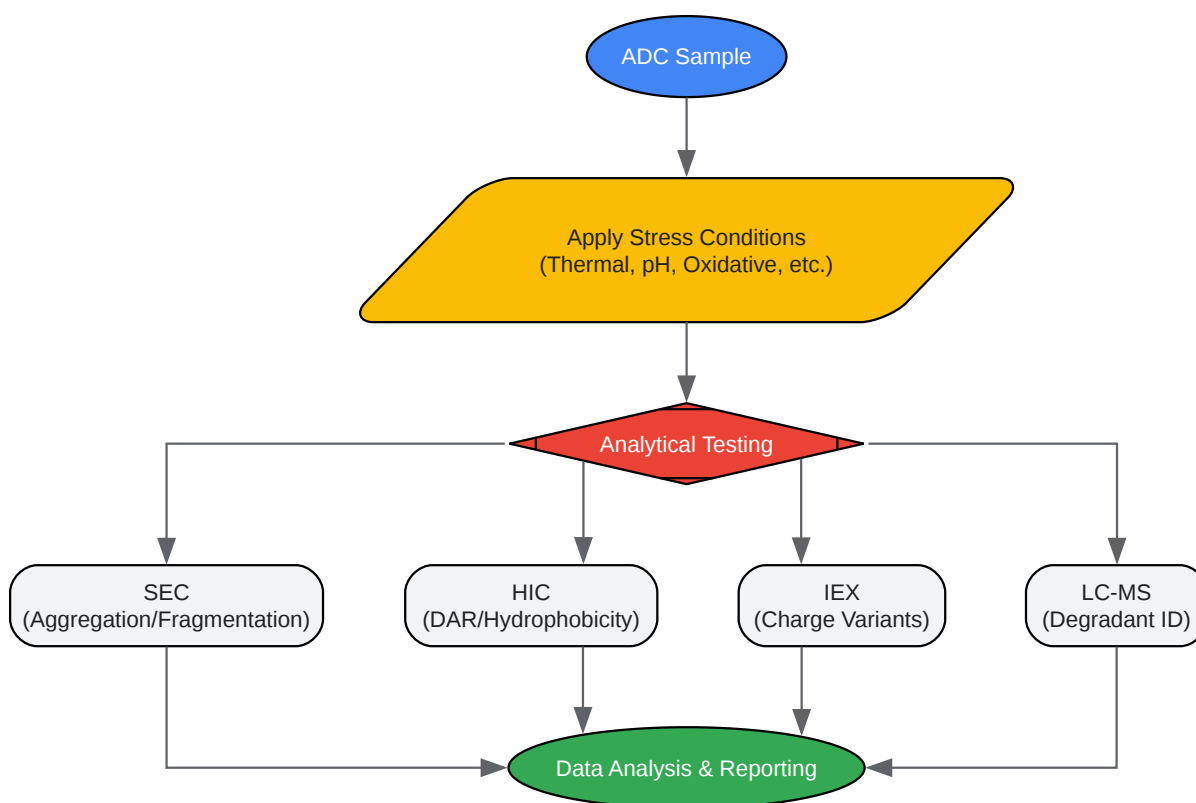 ADC Sample
Apply Stress Conditions
(Thermal, pH, Oxidative, etc.)
Analytical Testing
SEC
(Aggregation/Fragmentation)
HIC
(DAR/Hydrophobicity)
IEX
(Charge Variants)
LC-MS
(Degradant ID)
Data Analysis & Reporting